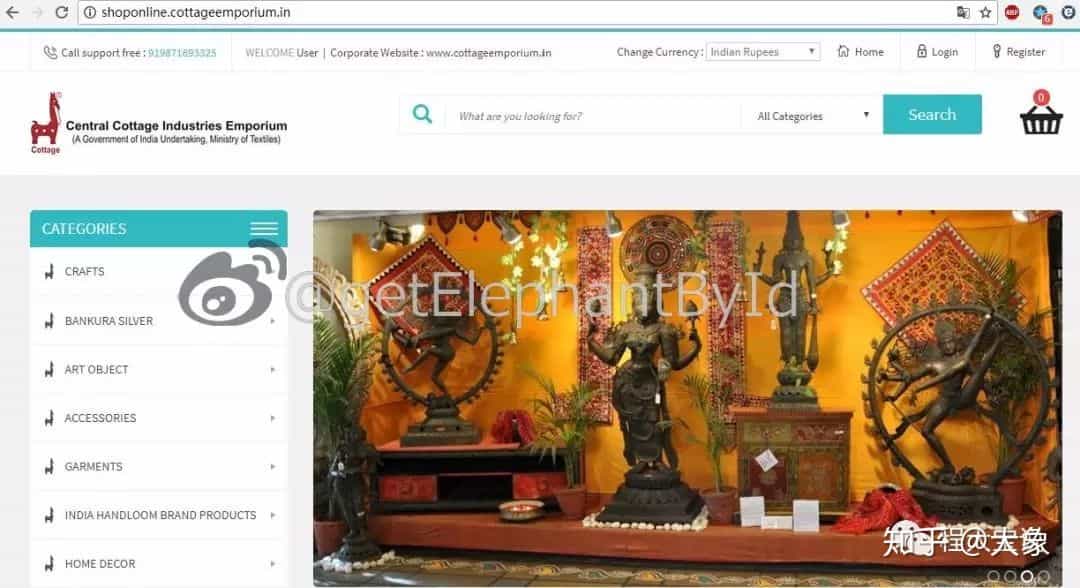 shoponline.cottageemporium.in
ABP
6
Call support free : 919871693325
WELCOME User | Corporate Website : www.cottageemporium.in
Change Currency : Indian Rupees
Home
Login
Register
Cottage
Central Cottage Industries Emporium
(A Government of India Undertaking, Ministry of Textiles)
What are you looking for?
All Categories
Search
0
CATEGORIES
CRAFTS
BANKURA SILVER
ART OBJECT
ACCESSORIES
GARMENTS
INDIA HANDLOOM BRAND PRODUCTS
HOME DECOR
@getElephantById
知乎 @大象